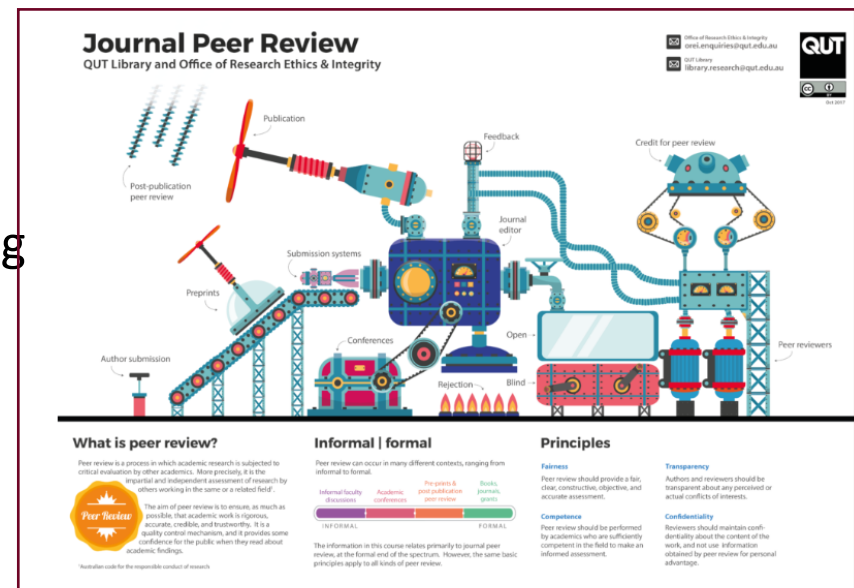 Journal Peer Review
QUT Library and Office of Research Ethics & Integrity
Office of Research Ethics & Integrity
orei.enquiries@qut.edu.au
QUT Library
library.research@qut.edu.au
QUT
cc
BY
Oct 2017
Publication
Feedback
Credit for peer review
Post-publication
peer review
Journal
editor
g
Submission systems
Preprints
Open
Conferences
Peer reviewers
Author submission
Rejection
Blind
What is peer review?
Peer review is a process in which academic research is subjected to
critical evaluation by other academics. More precisely, it is the
impartial and independent assessment of research by
others working in the same or a related field¹.
Peer Review
The aim of peer review is to ensure, as much as
possible, that academic work is rigorous,
accurate, credible, and trustworthy. It is a
quality control mechanism, and it provides some
confidence for the public when they read about
academic findings.
¹Australian code for the responsible conduct of research
Informal | formal
Peer review can occur in many different contexts, ranging from
informal to formal.
Informal faculty
discussions
Academic
conferences
Pre-prints &
post publication
peer review
Books,
journals,
grants
INFORMAL
FORMAL
The information in this course relates primarily to journal peer
review, at the formal end of the spectrum. However, the same basic
principles apply to all kinds of peer review.
Principles
Fairness
Peer review should provide a fair,
clear, constructive, objective, and
accurate assessment.
Competence
Peer review should be performed
by academics who are sufficiently
competent in the field to make an
informed assessment.
Transparency
Authors and reviewers should be
transparent about any perceived or
actual conflicts of interests.
Confidentiality
Reviewers should maintain confi-
dentiality about the content of the
work, and not use information
obtained by peer review for personal
advantage.